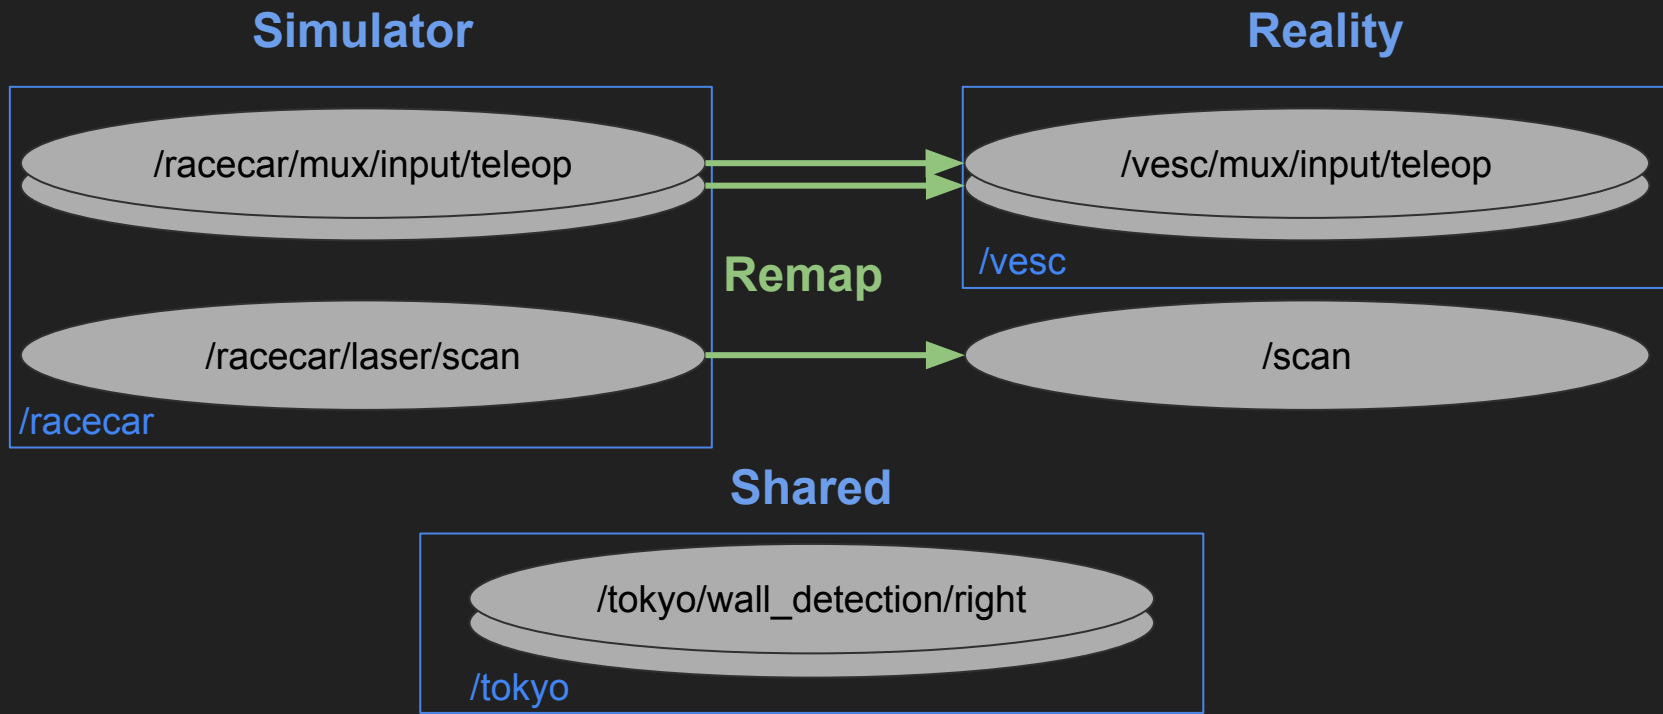 Simulator
Reality
/racecar/mux/input/teleop
/vesc/mux/input/teleop
/vesc
Remap
/racecar/laser/scan
/scan
/racecar
Shared
/tokyo/wall_detection/right
/tokyo